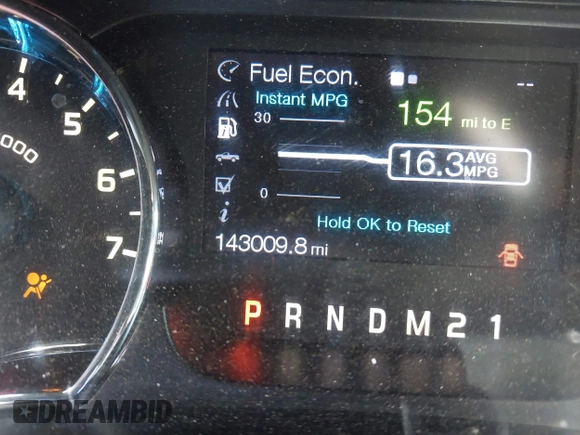 4
5
6
7
000
Fuel Econ.
--
Instant MPG
30
0
154 mi to E
16.3 AVG MPG
Hold OK to Reset
143009.8 mi
P R N D M 2 1
DREAMBID